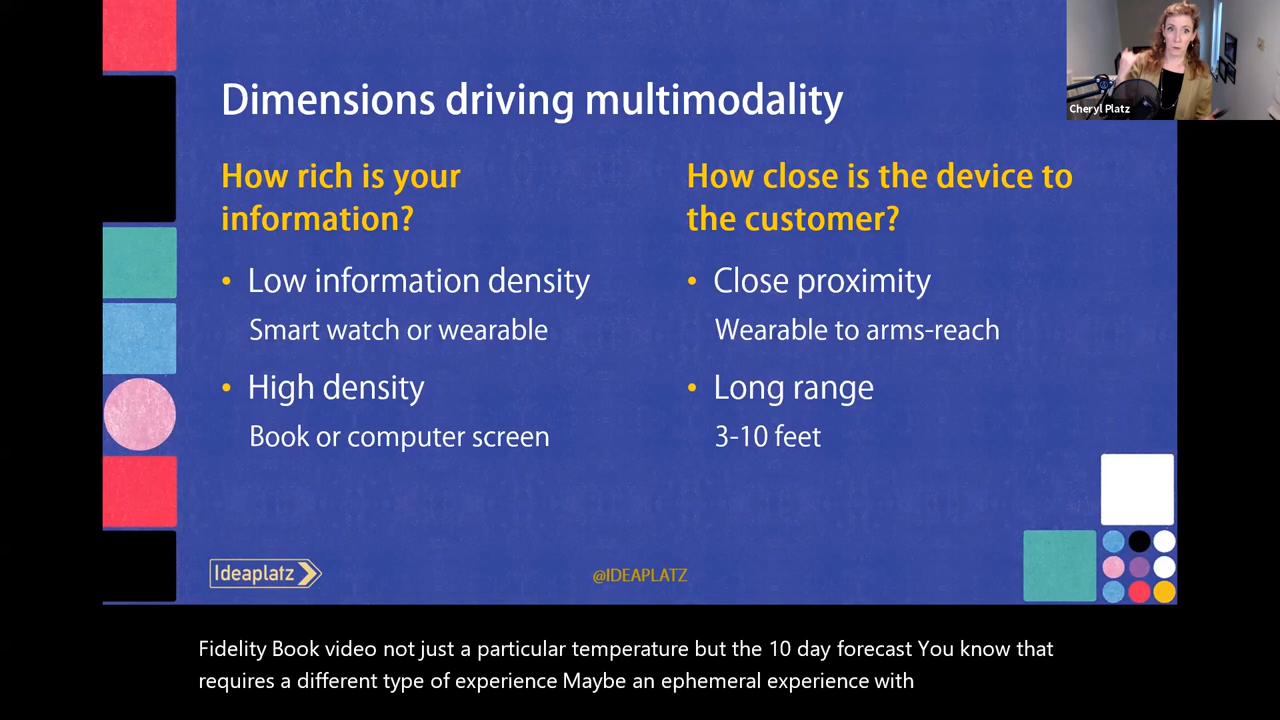 Dimensions driving multimodality
Cheryl Platz
How rich is your
information?
• Low information density
Smart watch or wearable
• High density
Book or computer screen
How close is the device to
the customer?
• Close proximity
Wearable to arms-reach
• Long range
3-10 feet
Ideaplatz
@IDEAPLATZ
Fidelity Book video not just a particular temperature but the 10 day forecast You know that
requires a different type of experience Maybe an ephemeral experience with